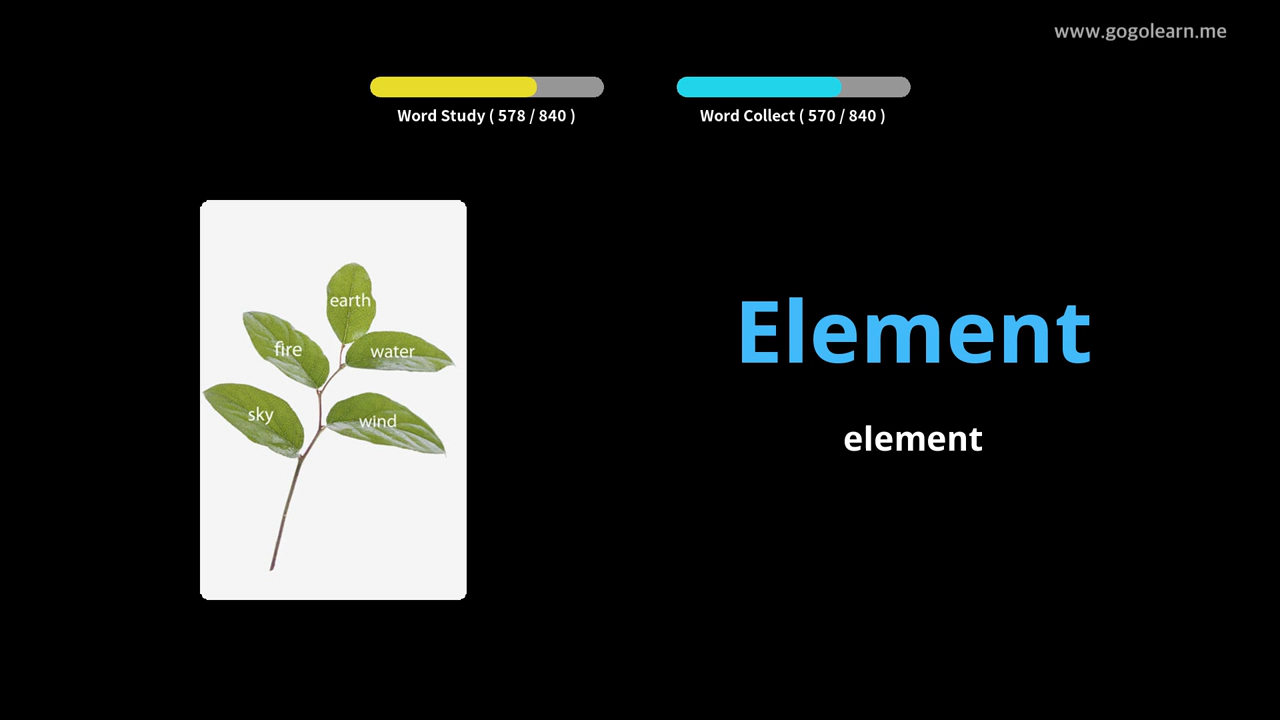 www.gogolearn.me
Word Study ( 578 / 840 )
Word Collect ( 570 / 840 )
earth
fire
water
sky
wind
Element
element